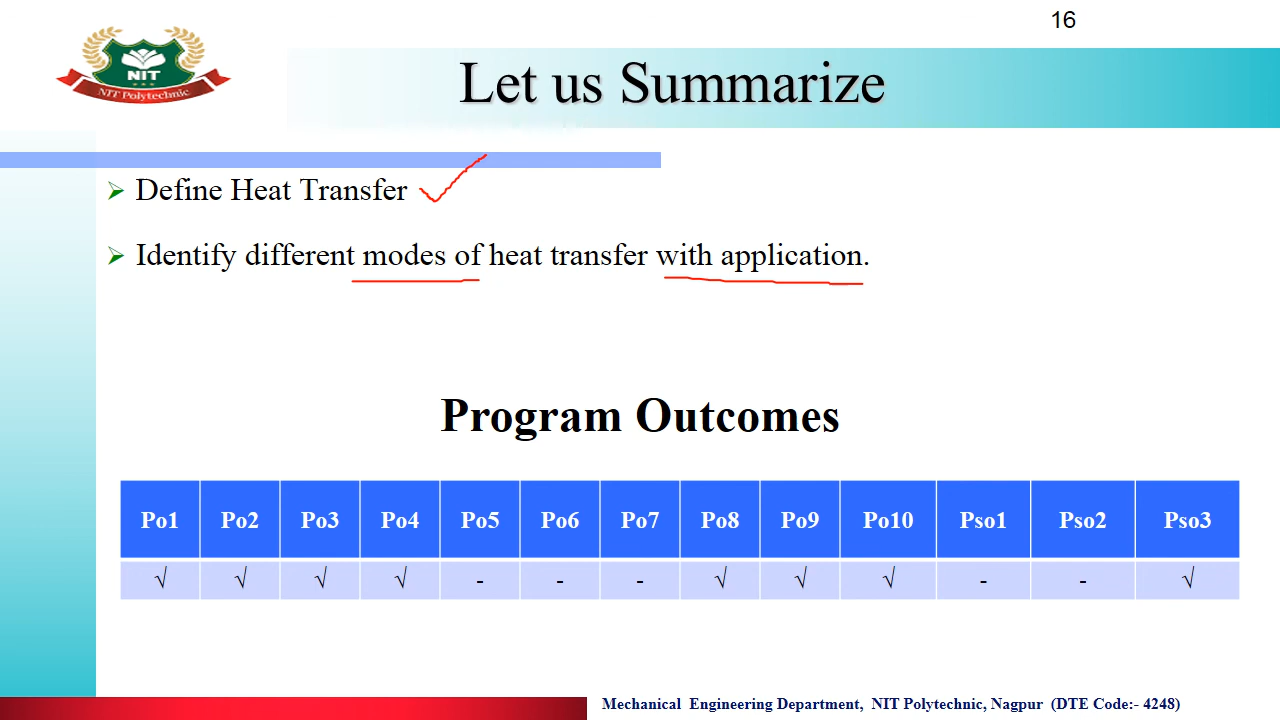 16
NIT
NIT Polytechnic
Let us Summarize
Define Heat Transfer
Identify different modes of heat transfer with application.
Program Outcomes
Po1 Po2 Po3 Po4 Po5 Po6 Po7 Po8 Po9 Po10 Pso1 Pso2 Pso3
√ √ √ √ - - - √ √ √ - - √
Mechanical Engineering Department, NIT Polytechnic, Nagpur (DTE Code:- 4248)